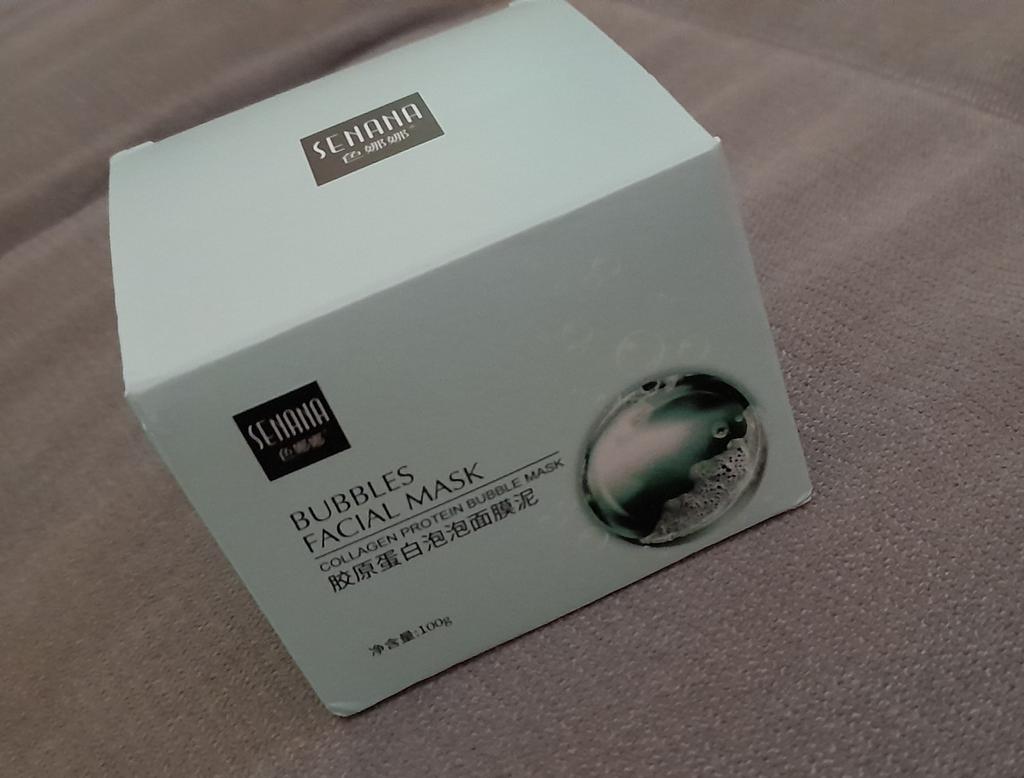 SENANA
色娜娜
SENANA
色娜娜
BUBBLES
FACIAL MASK
COLLAGEN PROTEIN BUBBLE MASK
胶原蛋白泡泡面膜泥
净含量:100g